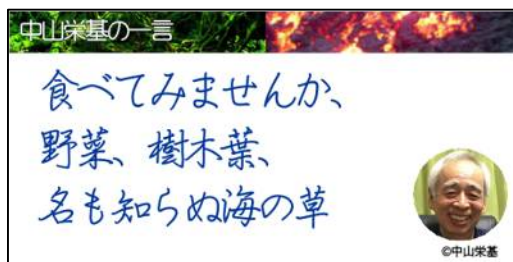 中山栄基の一言
食べてみませんか、
野菜、樹木葉、
名も知らぬ海の草
©中山栄基